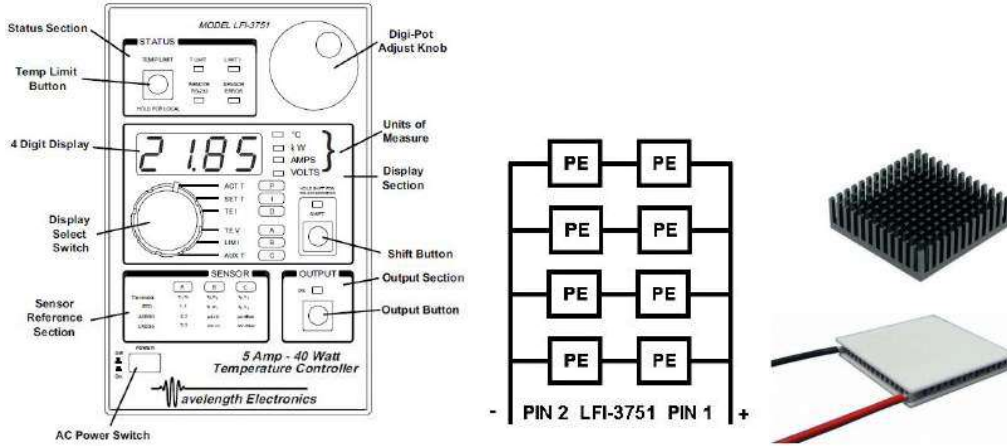 MODEL LFI-3751
Status Section
STATUS
Digi-Pot
Adjust Knob
TEMP LIMIT
Temp Limit
Button
SENSOR
ERROR
HOLD FOR LOCAL
4 Digit Display
21.85
°C
kW
AMPS
VOLTS
Units of
Measure
Display
Section
ACT T
P
SET T
I
TE I
D
TE V
A
LIM I
B
AUX T
C
SHIFT
Display
Select
Switch
Shift Button
SENSOR
OUTPUT
Output Section
A B C
ON
Sensor
Reference
Section
Output Button
POWER
5 Amp - 40 Watt
Temperature Controller
avelength Electronics
AC Power Switch
PE PE
PE PE
PE PE
PE PE
- PIN 2 LFI-3751 PIN 1 +